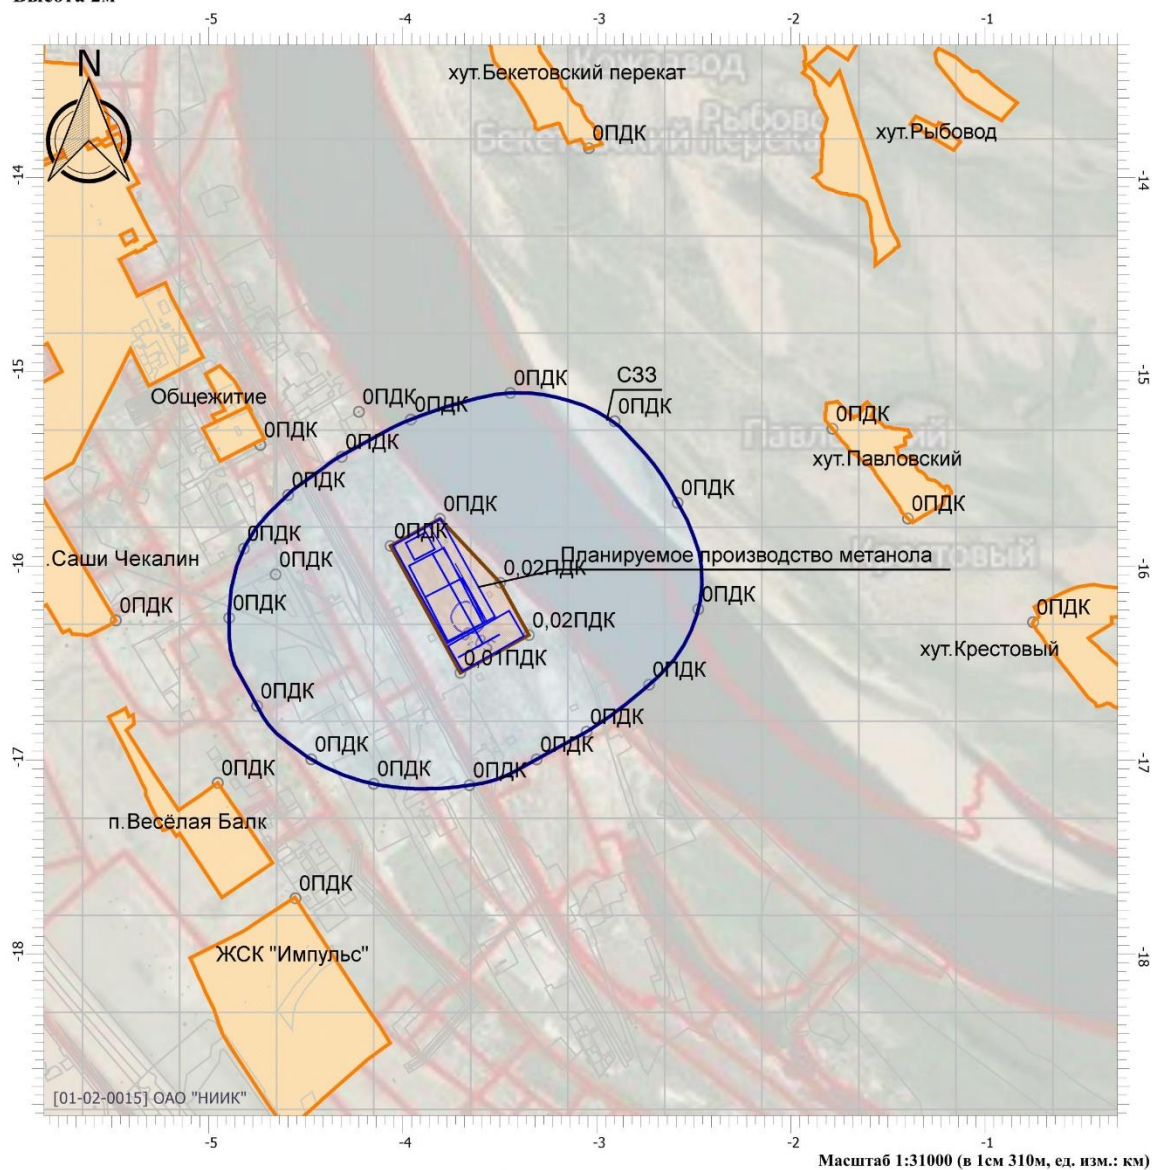 -5 -4 -3 -2 -1
N
хут.Бекетовский перекат
Рыбово
0ПДК
хут.Рыбовод
-14 -14
-15 -15
С33
0ПДК
0ПДК
Общежитие
0ПДК
0ПДК
0ПДК
0ПДК
0ПДК
0ПДК
хут.Павловский
0ПДК
0ПДК
0ПДК
0ПДК
0ПДК
0ПДК
0ПДК
Планируемое производство метанола
.Саши Чекалин
-16 -16
0ПДК
0,02ПДК
0ПДК
0ПДК
0ПДК
0ПДК
0,02ПДК
хут.Крестовый
0,01ПДК
0ПДК
0ПДК
0ПДК
0ПДК
-17 -17
0ПДК
0ПДК
0ПДК
п.Весёлая Балк
0ПДК
ЖСК "Импульс"
-18 -18
[01-02-0015] ОАО "НИИК"
-5 -4 -3 -2 -1
Масштаб 1:31000 (в 1см 310м, ед. изм.: км)